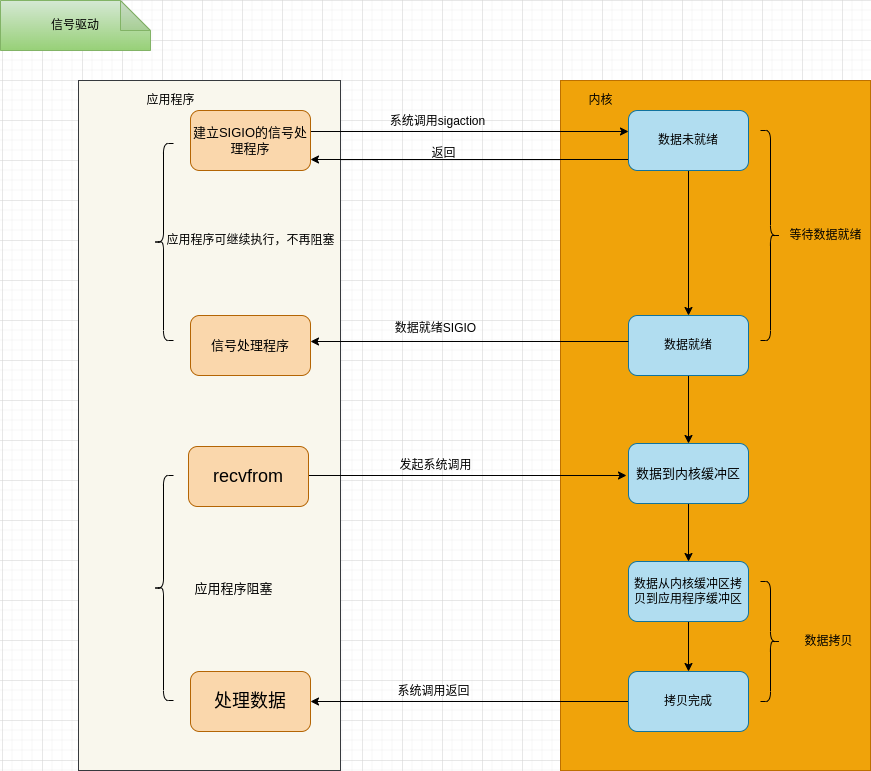 信号驱动
应用程序
内核
建立SIGIO的信号处
理程序
系统调用sigaction
返回
数据未就绪
应用程序可继续执行，不再阻塞
等待数据就绪
信号处理程序
数据就绪SIGIO
数据就绪
recvfrom
发起系统调用
数据到内核缓冲区
应用程序阻塞
数据从内核缓冲区拷
贝到应用程序缓冲区
数据拷贝
处理数据
系统调用返回
拷贝完成